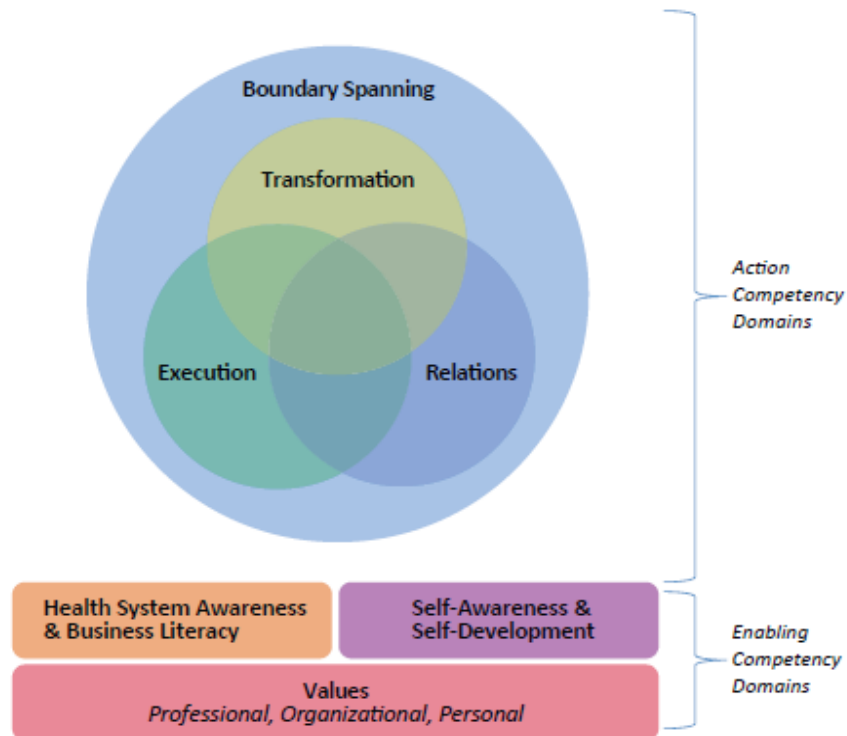 Boundary Spanning
Transformation
Execution
Relations
Action
Competency
Domains
Health System Awareness
& Business Literacy
Self-Awareness &
Self-Development
Enabling
Competency
Domains
Values
Professional, Organizational, Personal